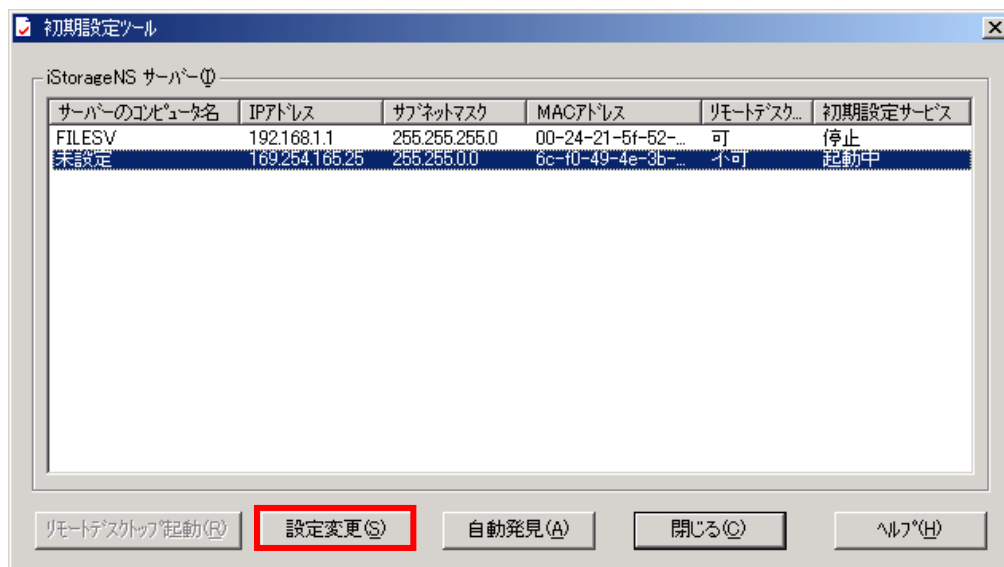 初期設定ツール
iStorageNS サーバー(I)
サーバーのコンピュータ名 IPアドレス サブネットマスク MACアドレス リモートデスク... 初期設定サービス
FILESV 192.168.1.1 255.255.255.0 00-24-21-5f-52-... 可 停止
未設定 169.254.165.25 255.255.0.0 6c-f0-49-4e-3b-... 不可 起動中
リモートデスクトップ起動(R) 設定変更(S) 自動発見(A) 閉じる(C) ヘルプ(H)